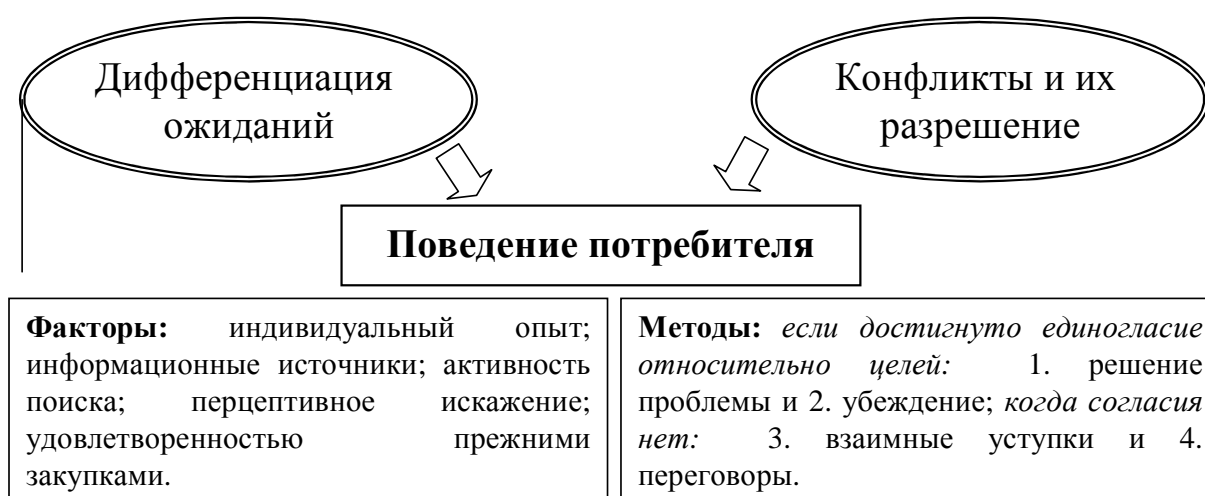 Дифференциация
ожиданий
Конфликты и их
разрешение
Поведение потребителя
Факторы: индивидуальный опыт;
информационные источники; активность
поиска; перцептивное искажение;
удовлетворенностью прежними
закупками.
Методы: если достигнуто единогласие
относительно целей: 1. решение
проблемы и 2. убеждение; когда согласия
нет: 3. взаимные уступки и 4.
переговоры.